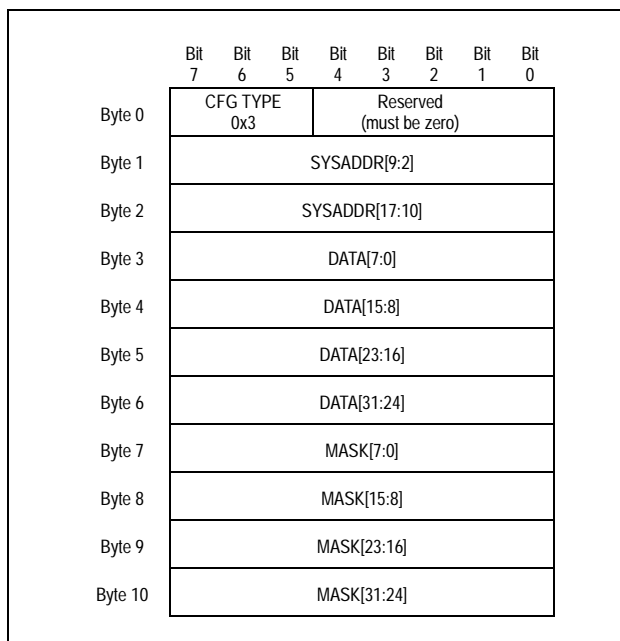 Bit Bit Bit Bit Bit Bit Bit Bit
7 6 5 4 3 2 1 0
Byte 0 CFG TYPE Reserved
0x3 (must be zero)
Byte 1 SYSADDR[9:2]
Byte 2 SYSADDR[17:10]
Byte 3 DATA[7:0]
Byte 4 DATA[15:8]
Byte 5 DATA[23:16]
Byte 6 DATA[31:24]
Byte 7 MASK[7:0]
Byte 8 MASK[15:8]
Byte 9 MASK[23:16]
Byte 10 MASK[31:24]